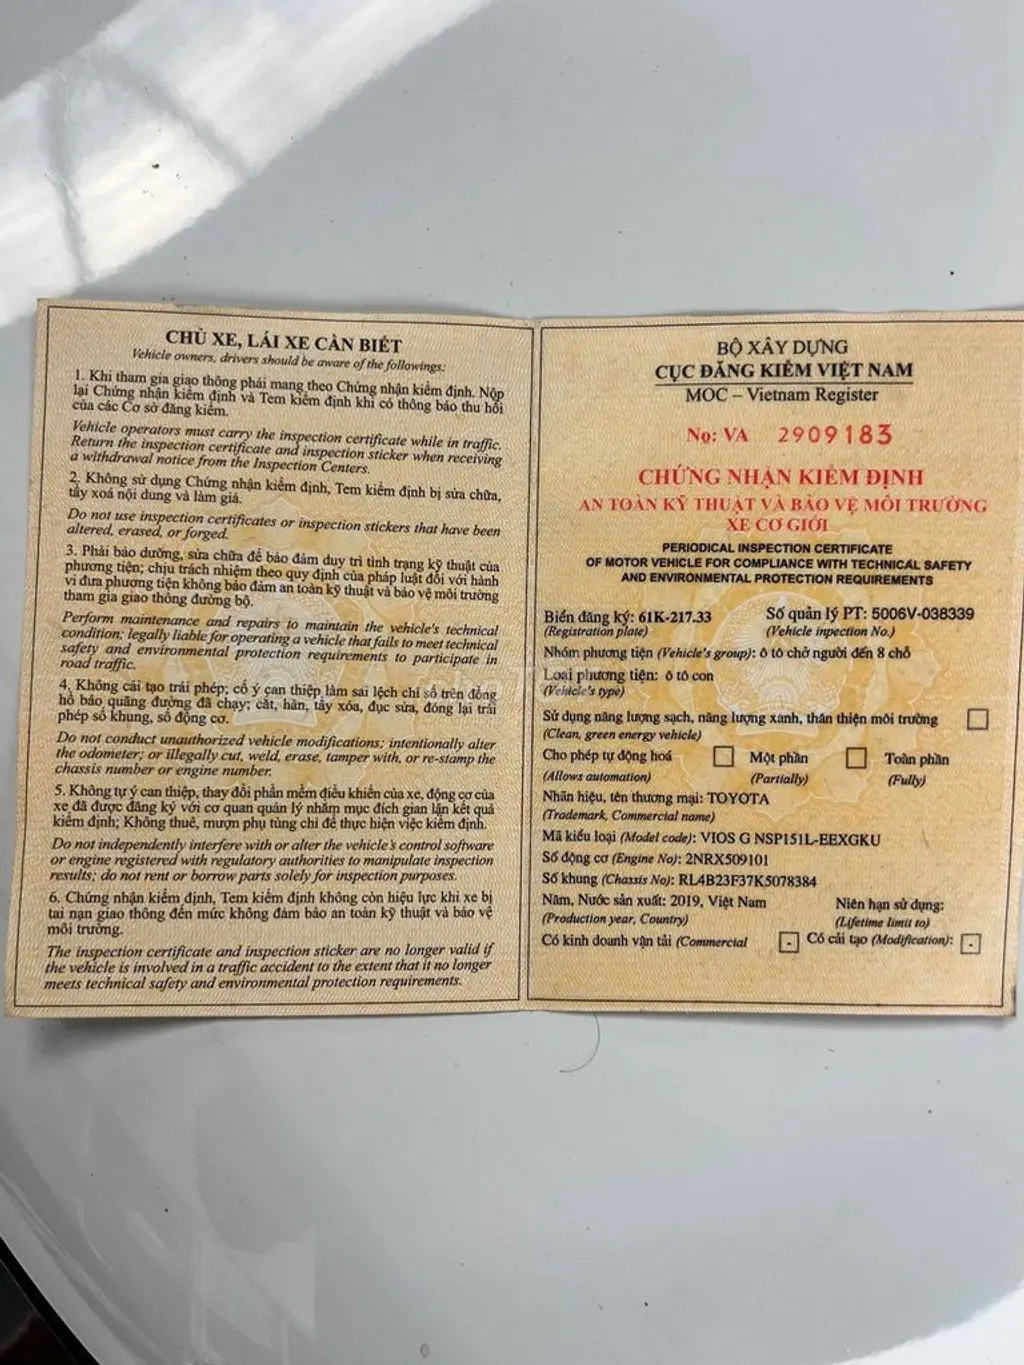 CHỦ XE, LÁI XE CẦN BIẾT
Vehicle owners, drivers should be aware of the followings:
1. Khi tham gia giao thông phải mang theo Chứng nhận kiểm định. Nộp
lại Chứng nhận kiểm định và Tem kiểm định khi có thông báo thu hồi
của các Cơ sở đăng kiểm.
Vehicle operators must carry the inspection certificate while in traffic.
Return the inspection certificate and inspection sticker when receiving
a withdrawal notice from the Inspection Centers.
2. Không sử dụng Chứng nhận kiểm định, Tem kiểm định bị sửa chữa,
tẩy xoá nội dung và làm giả.
Do not use inspection certificates or inspection stickers that have been
altered, erased, or forged.
3. Phải bảo dưỡng, sửa chữa để bảo đảm duy trì tình trạng kỹ thuật của
phương tiện; chịu trách nhiệm theo quy định của pháp luật đối với hành
vi đưa phương tiện không bảo đảm an toàn kỹ thuật và bảo vệ môi trường
tham gia giao thông đường bộ.
Perform maintenance and repairs to maintain the vehicle's technical
condition; legally liable for operating a vehicle that fails to meet technical
safety and environmental protection requirements to participate in
road traffic.
4. Không cải tạo trái phép; cố ý can thiệp làm sai lệch chỉ số trên đồng
hồ báo quãng đường đã chạy; cắt, hàn, tẩy xóa, đục sửa, đóng lại trái
phép số khung, số động cơ.
Do not conduct unauthorized vehicle modifications; intentionally alter
the odometer; or illegally cut, weld, erase, tamper with, or re-stamp the
chassis number or engine number.
5. Không tự ý can thiệp, thay đổi phần mềm điều khiển của xe, động cơ của
xe đã được đăng ký với cơ quan quản lý nhằm mục đích gian lận kết quả
kiểm định; Không thuê, mượn phụ tùng chỉ để thực hiện việc kiểm định.
Do not independently interfere with or alter the vehicle's control software
or engine registered with regulatory authorities to manipulate inspection
results; do not rent or borrow parts solely for inspection purposes.
6. Chứng nhận kiểm định, Tem kiểm định không còn hiệu lực khi xe bị
tai nạn giao thông đến mức không đảm bảo an toàn kỹ thuật và bảo vệ
môi trường.
The inspection certificate and inspection sticker are no longer valid if
the vehicle is involved in a traffic accident to the extent that it no longer
meets technical safety and environmental protection requirements.
BỘ XÂY DỰNG
CỤC ĐĂNG KIỂM VIỆT NAM
MOC – Vietnam Register
No: VA 2909183
CHỨNG NHẬN KIỂM ĐỊNH
AN TOÀN KỸ THUẬT VÀ BẢO VỆ MÔI TRƯỜNG
XE CƠ GIỚI
PERIODICAL INSPECTION CERTIFICATE
OF MOTOR VEHICLE FOR COMPLIANCE WITH TECHNICAL SAFETY
AND ENVIRONMENTAL PROTECTION REQUIREMENTS
Biển đăng ký: 61K-217.33 Số quản lý PT: 5006V-038339
(Registration plate) (Vehicle inpection No.)
Nhóm phương tiện (Vehicle's group): ô tô chở người đến 8 chỗ
Loại phương tiện: ô tô con
(Vehicle's type)
Sử dụng năng lượng sạch, năng lượng xanh, thân thiện môi trường
(Clean, green energy vehicle)
Cho phép tự động hoá Một phần Toàn phần
(Allows automation) (Partially) (Fully)
Nhãn hiệu, tên thương mại: TOYOTA
(Trademark, Commercial name)
Mã kiểu loại (Model code): VIOS G NSP151L-EEXGKU
Số động cơ (Engine No): 2NRX509101
Số khung (Chassis No): RL4B23F37K5078384
Năm, Nước sản xuất: 2019, Việt Nam Niên hạn sử dụng:
(Production year, Country) (Lifetime limit to)
Có kinh doanh vận tải (Commercial - Có cải tạo (Modification): -